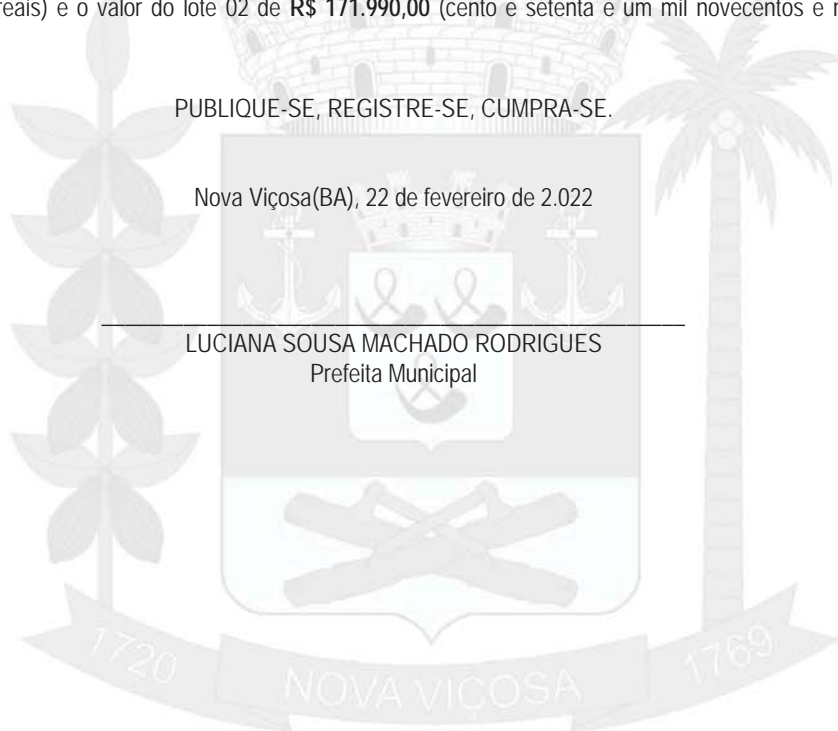 reais) e o valor do lote 02 de R$ 171.990,00 (cento e setenta e um mil novecentos e
PUBLIQUE-SE, REGISTRE-SE, CUMPRA-SE.
Nova Viçosa(BA), 22 de fevereiro de 2.022
LUCIANA SOUSA MACHADO RODRIGUES
Prefeita Municipal
1720 NOVA VIÇOSA 1769